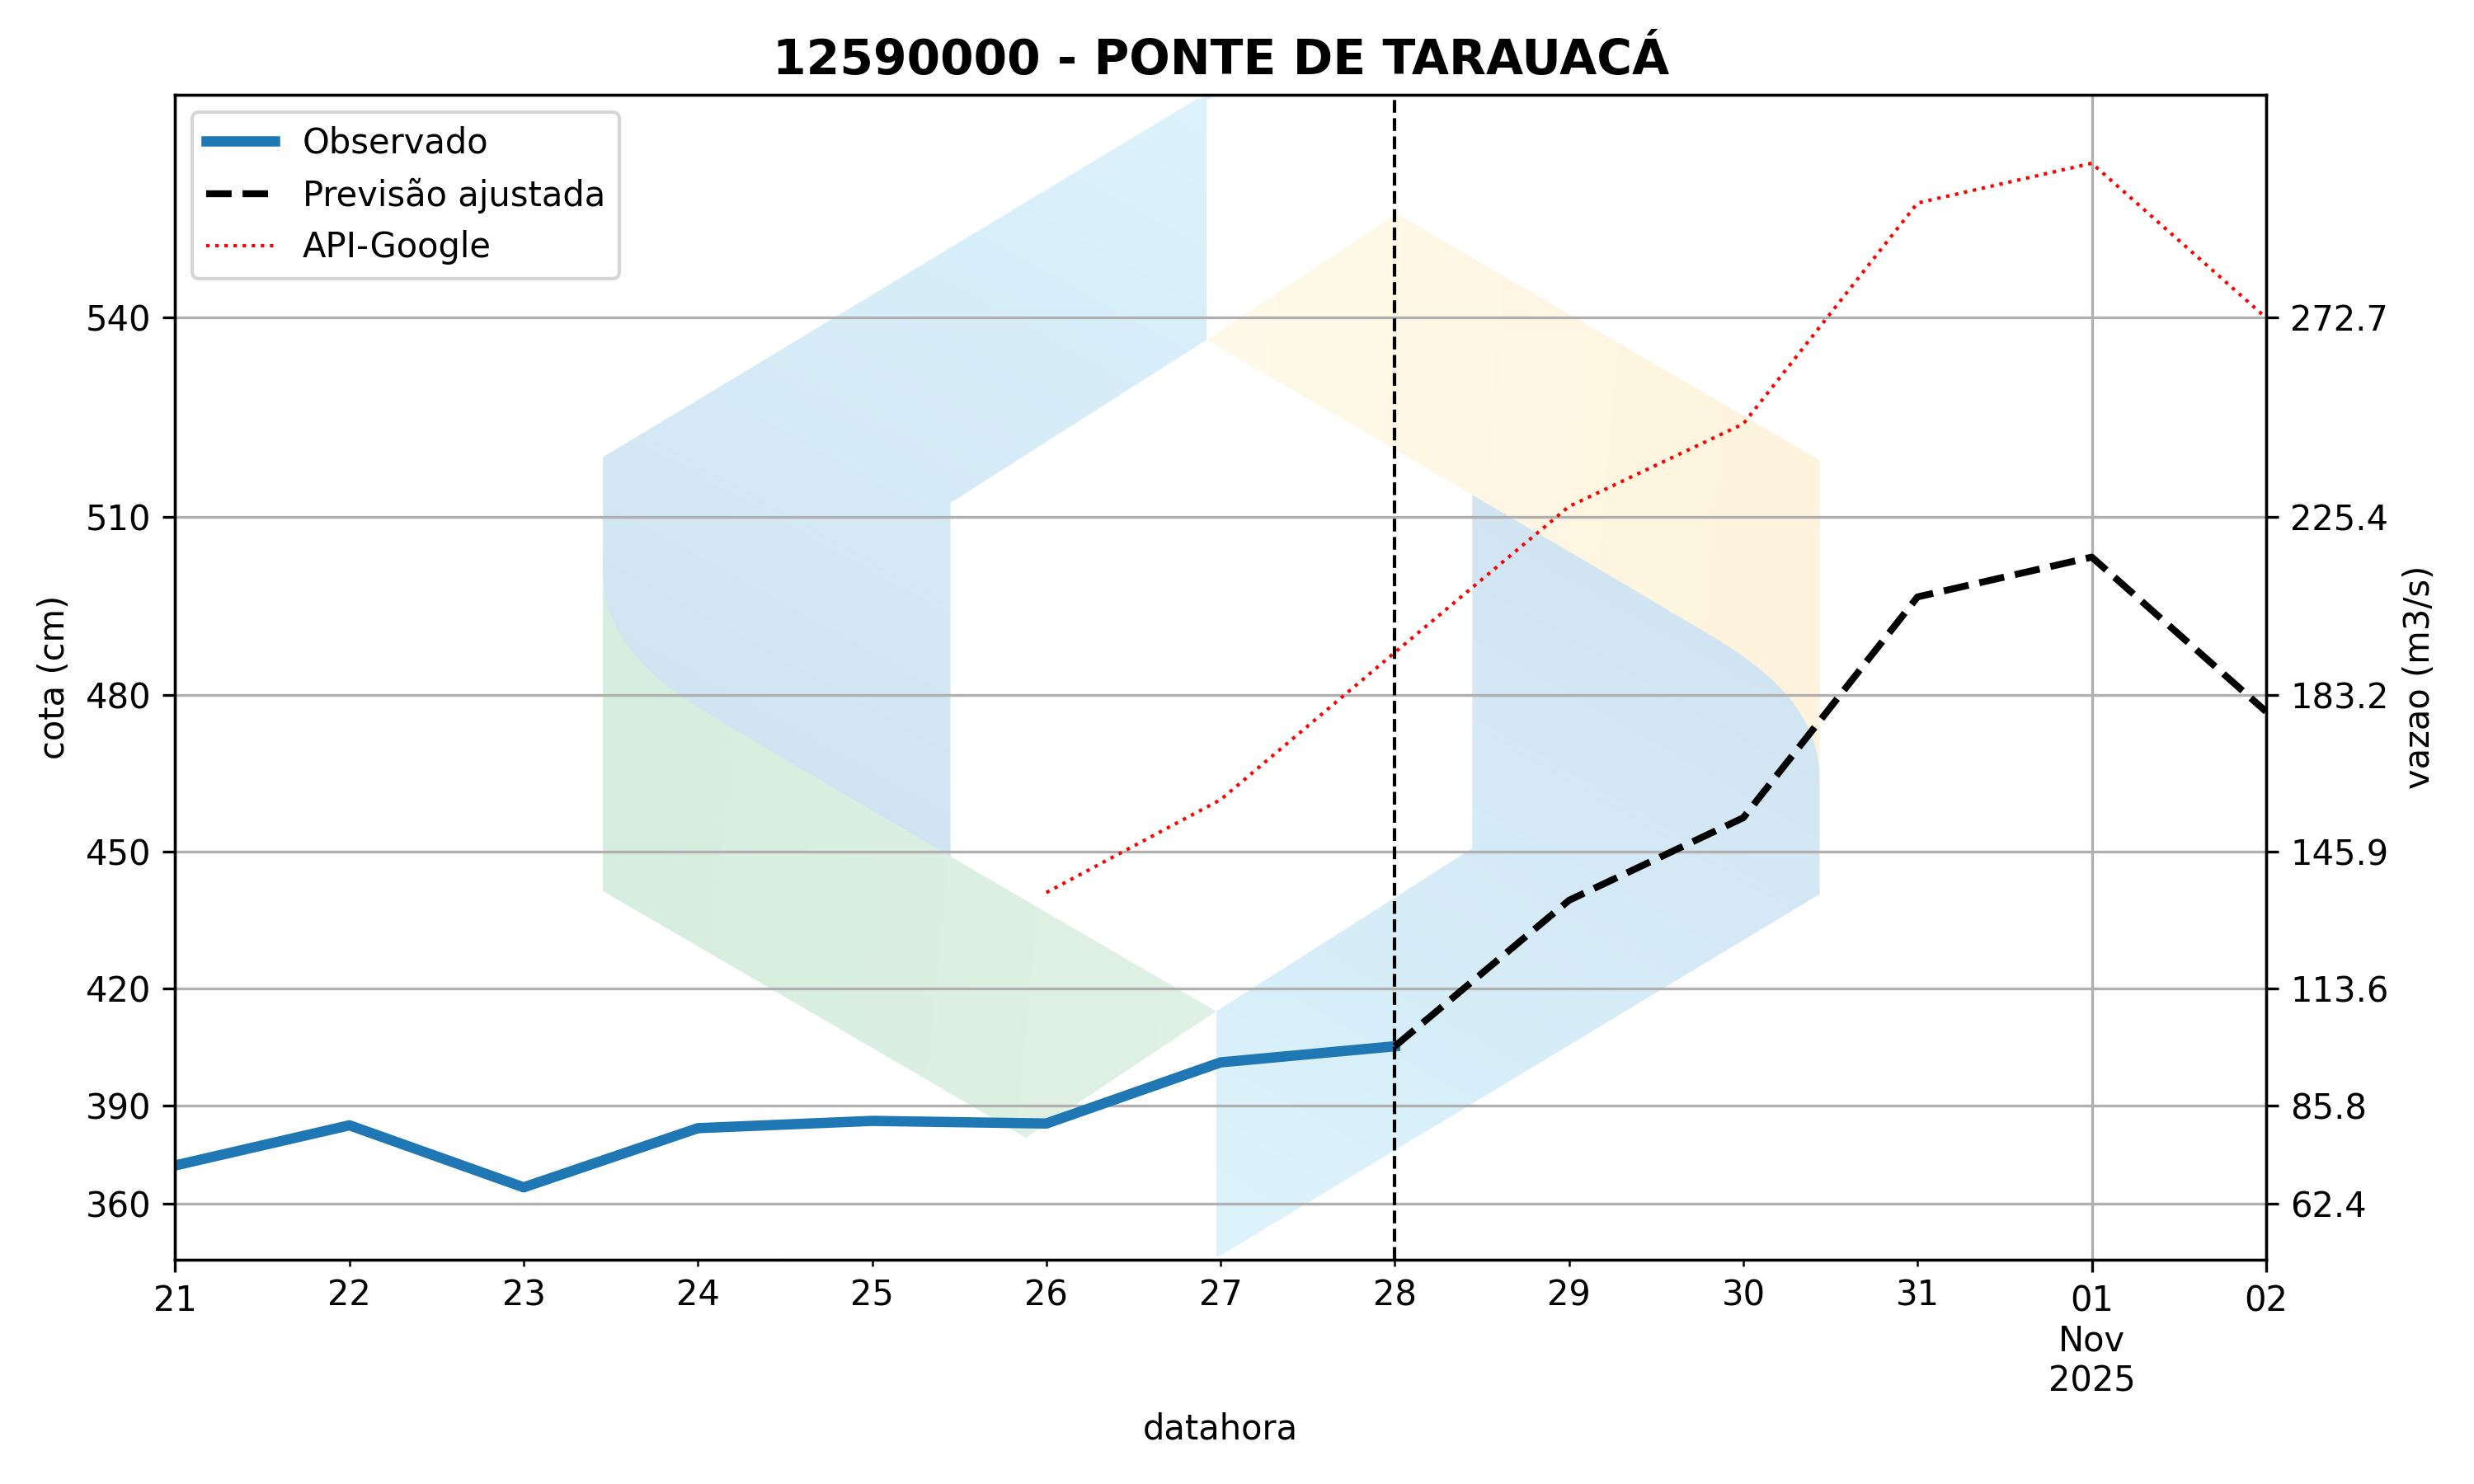 12590000 - PONTE DE TARAUACÁ
Observado
Previsão ajustada
API-Google
540
510
480
450
420
390
360
cota (cm)
272.7
225.4
183.2
145.9
113.6
85.8
62.4
vazao (m3/s)
21 22 23 24 25 26 27 28 29 30 31 01 02
Nov
2025
datahora